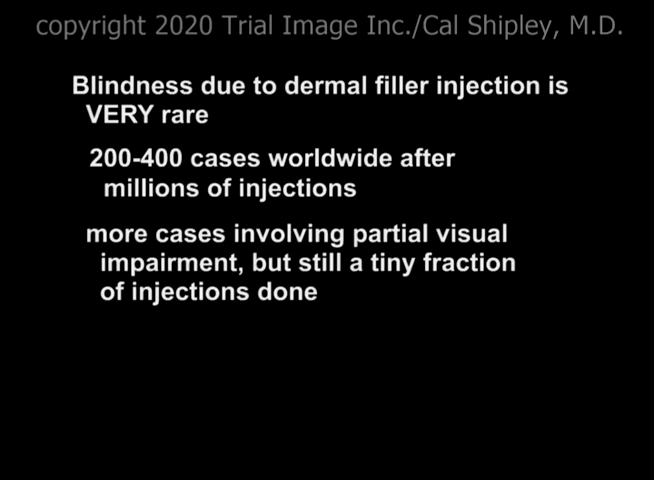 copyright 2020 Trial Image Inc./Cal Shipley, M.D.
Blindness due to dermal filler injection is
VERY rare
200-400 cases worldwide after
millions of injections
more cases involving partial visual
impairment, but still a tiny fraction
of injections done